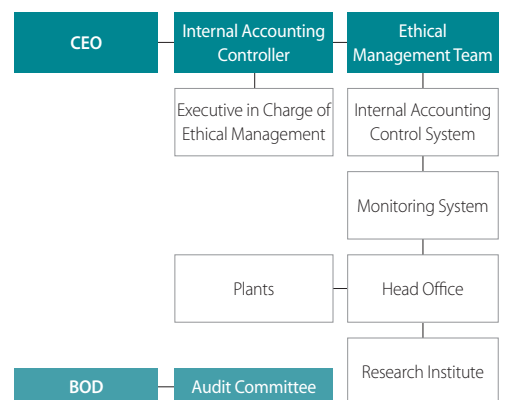 CEO
Internal Accounting
Controller
Ethical
Management Team
Executive in Charge of
Ethical Management
Internal Accounting
Control System
Monitoring System
Plants
Head Office
Research Institute
BOD
Audit Committee